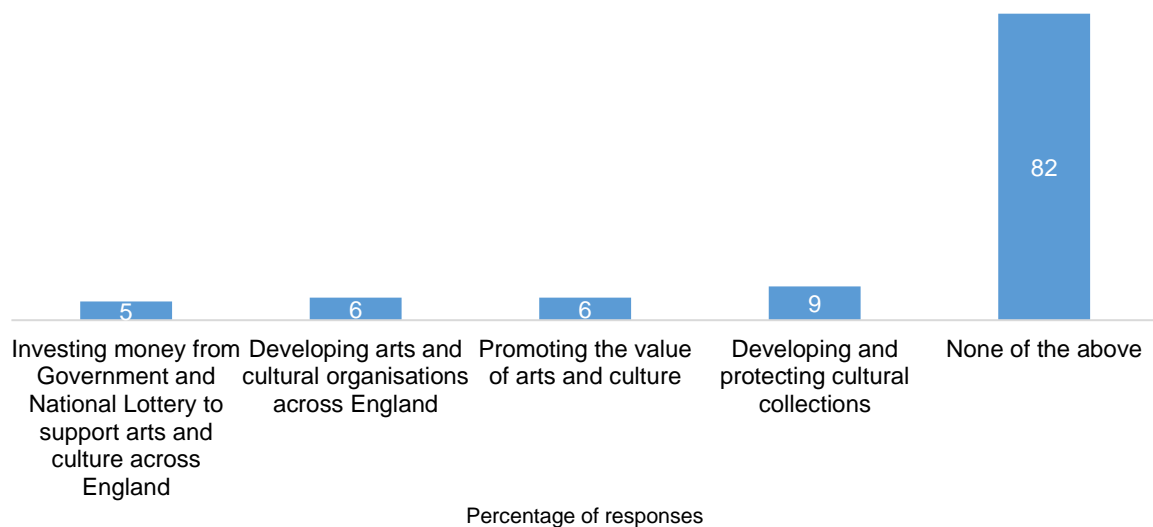 82
5
6
6
9
Investing money from
Government and
National Lottery to
support arts and
culture across
England
Developing arts and
cultural organisations
across England
Promoting the value
of arts and culture
Developing and
protecting cultural
collections
None of the above
Percentage of responses